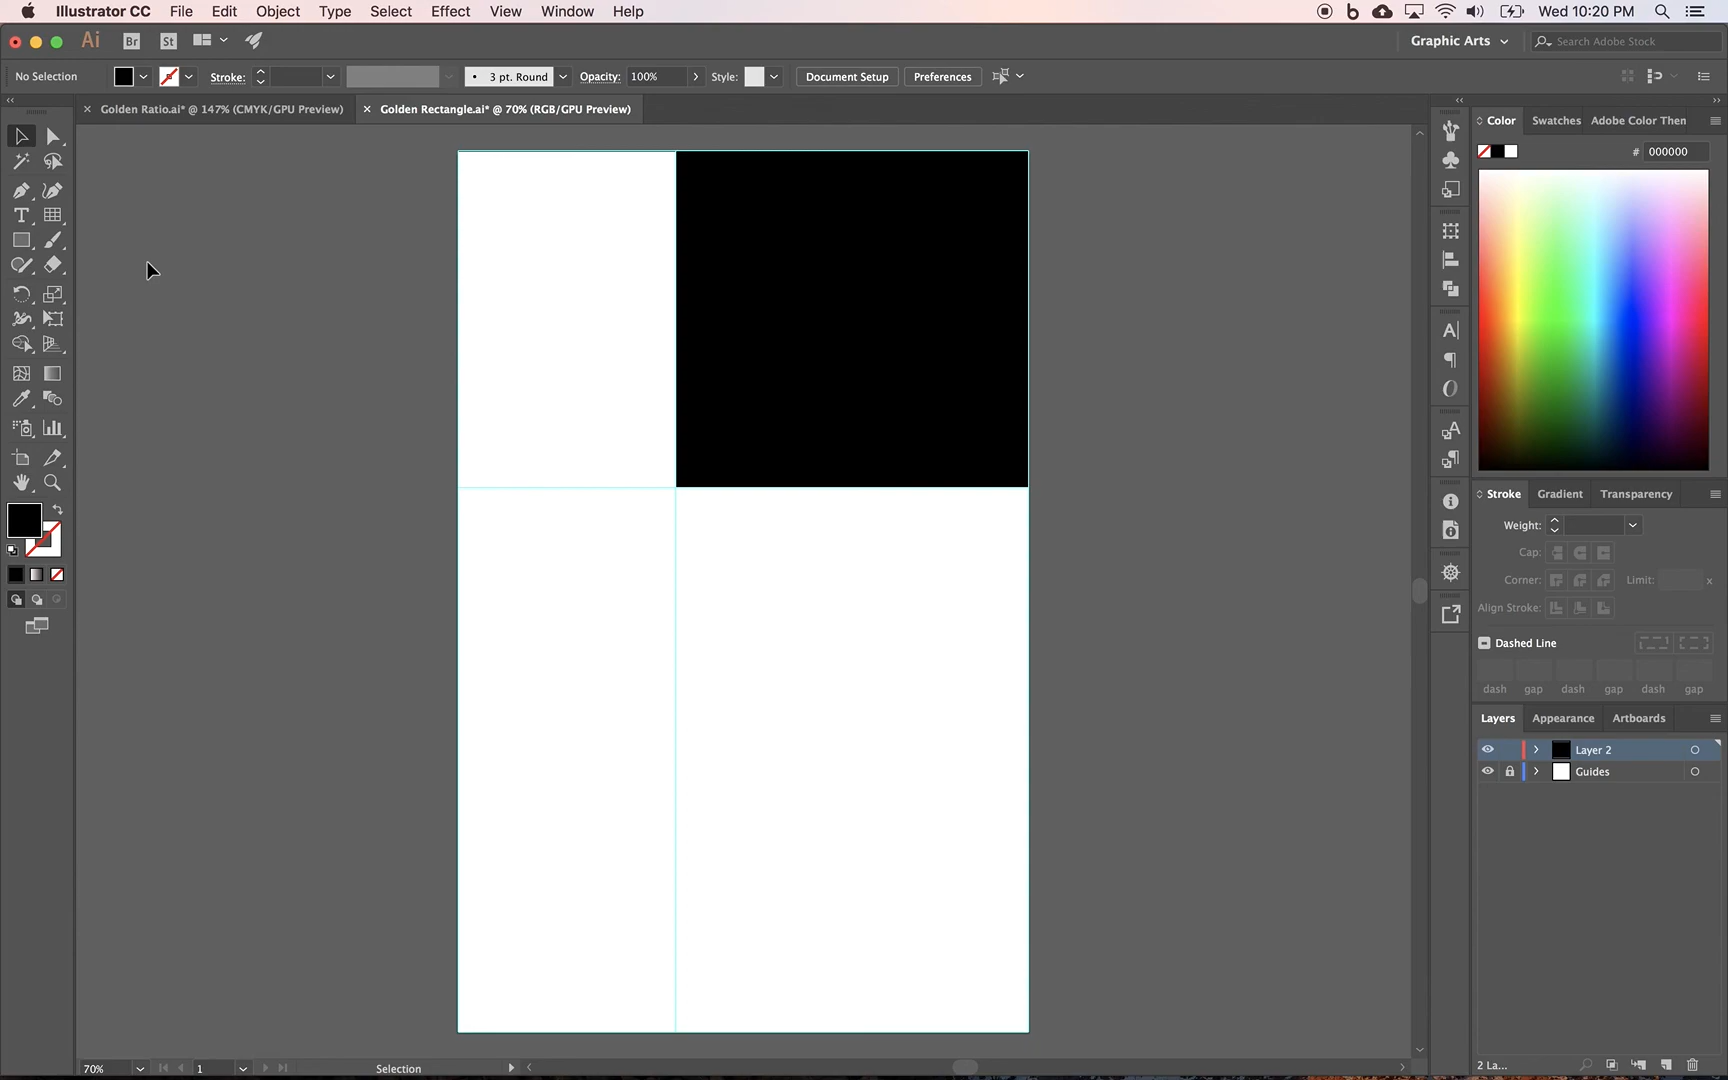 Illustrator CC File Edit Object Type Select Effect View Window Help Wed 10:20 PM
Ai Br St Graphic Arts Search Adobe Stock
No Selection Stroke: 3 pt. Round Opacity: 100% Style: Document Setup Preferences
Golden Ratio.ai* @ 147% (CMYK/GPU Preview) Golden Rectangle.ai* @ 70% (RGB/GPU Preview)
Color Swatches Adobe Color Them
# 000000
Stroke Gradient Transparency
Weight:
Cap:
Corner: Limit: x
Align Stroke:
Dashed Line
dash gap dash gap dash gap
Layers Appearance Artboards
Layer 2
Guides
70% 1 Selection 2 La...